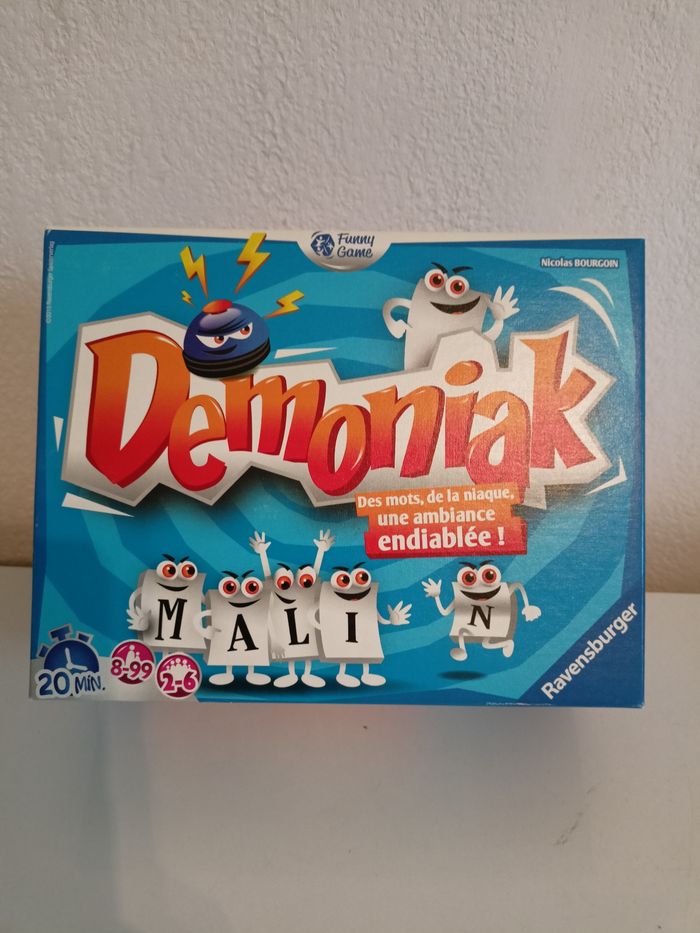 Funny
Game
Nicolas BOURGOIN
Demoniak
Des mots, de la niaque,
une ambiance
endiablée !
M A L I N
20 MIN.
8-99
2-6
Ravensburger